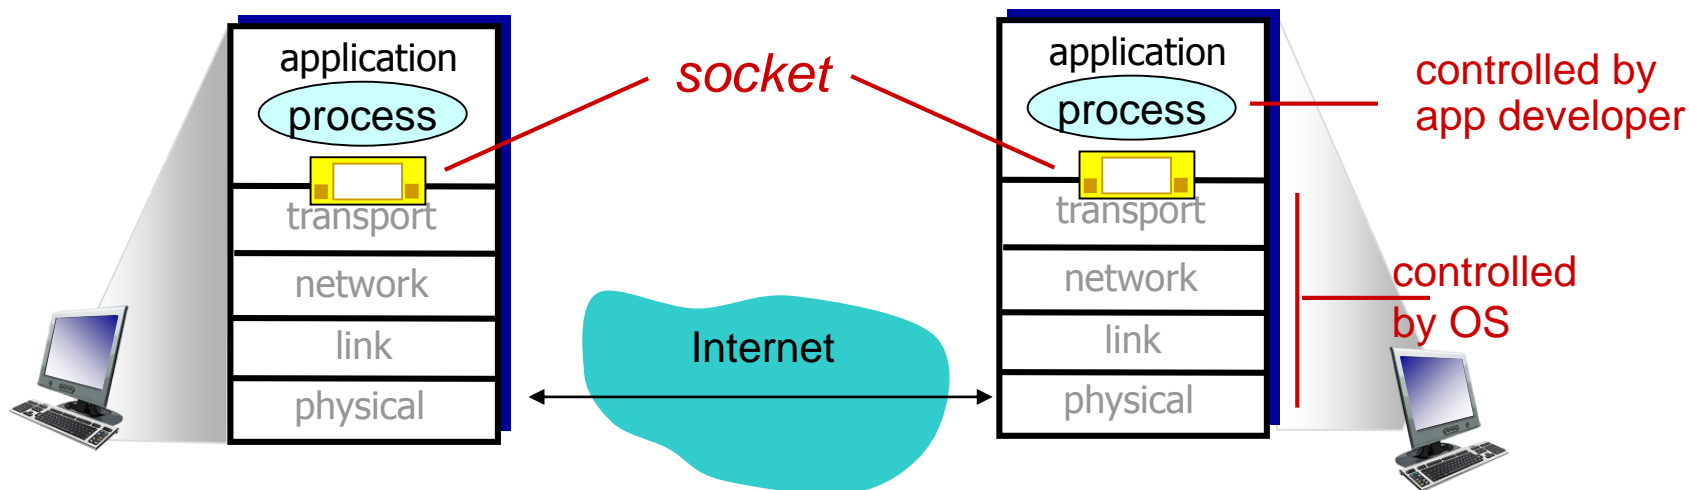 application
process
transport
network
link
physical
socket
Internet
application
process
transport
network
link
physical
controlled by
app developer
controlled
by OS